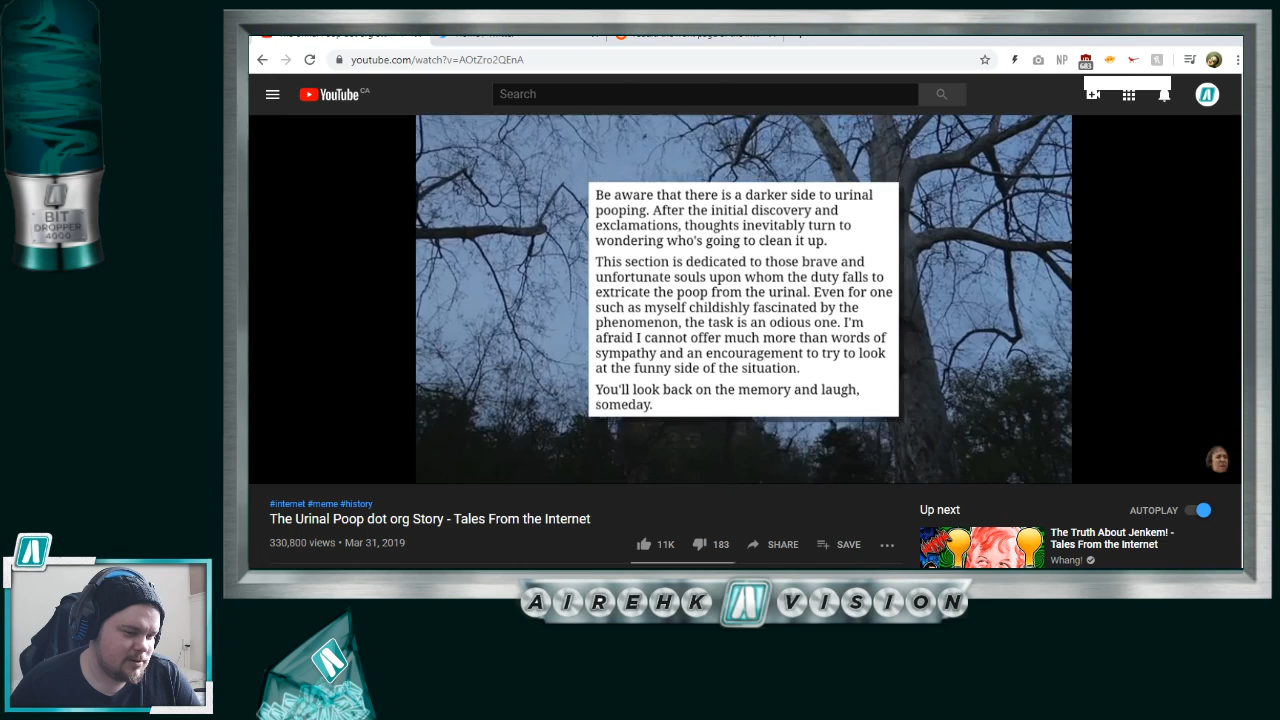 youtube.com/watch?v=AOtZro2QEnA
NP
683
YouTube CA
Search
Be aware that there is a darker side to urinal
pooping. After the initial discovery and
exclamations, thoughts inevitably turn to
wondering who's going to clean it up.
This section is dedicated to those brave and
unfortunate souls upon whom the duty falls to
extricate the poop from the urinal. Even for one
such as myself childishly fascinated by the
phenomenon, the task is an odious one. I'm
afraid I cannot offer much more than words of
sympathy and an encouragement to try to look
at the funny side of the situation.
You'll look back on the memory and laugh,
someday.
#internet #meme #history
The Urinal Poop dot org Story - Tales From the Internet
330,800 views • Mar 31, 2019
11K
183
SHARE
SAVE
Up next
AUTOPLAY
The Truth About Jenkem! -
Tales From the Internet
Whang!
BIT
DROPPER
4000
AIREHK VISION